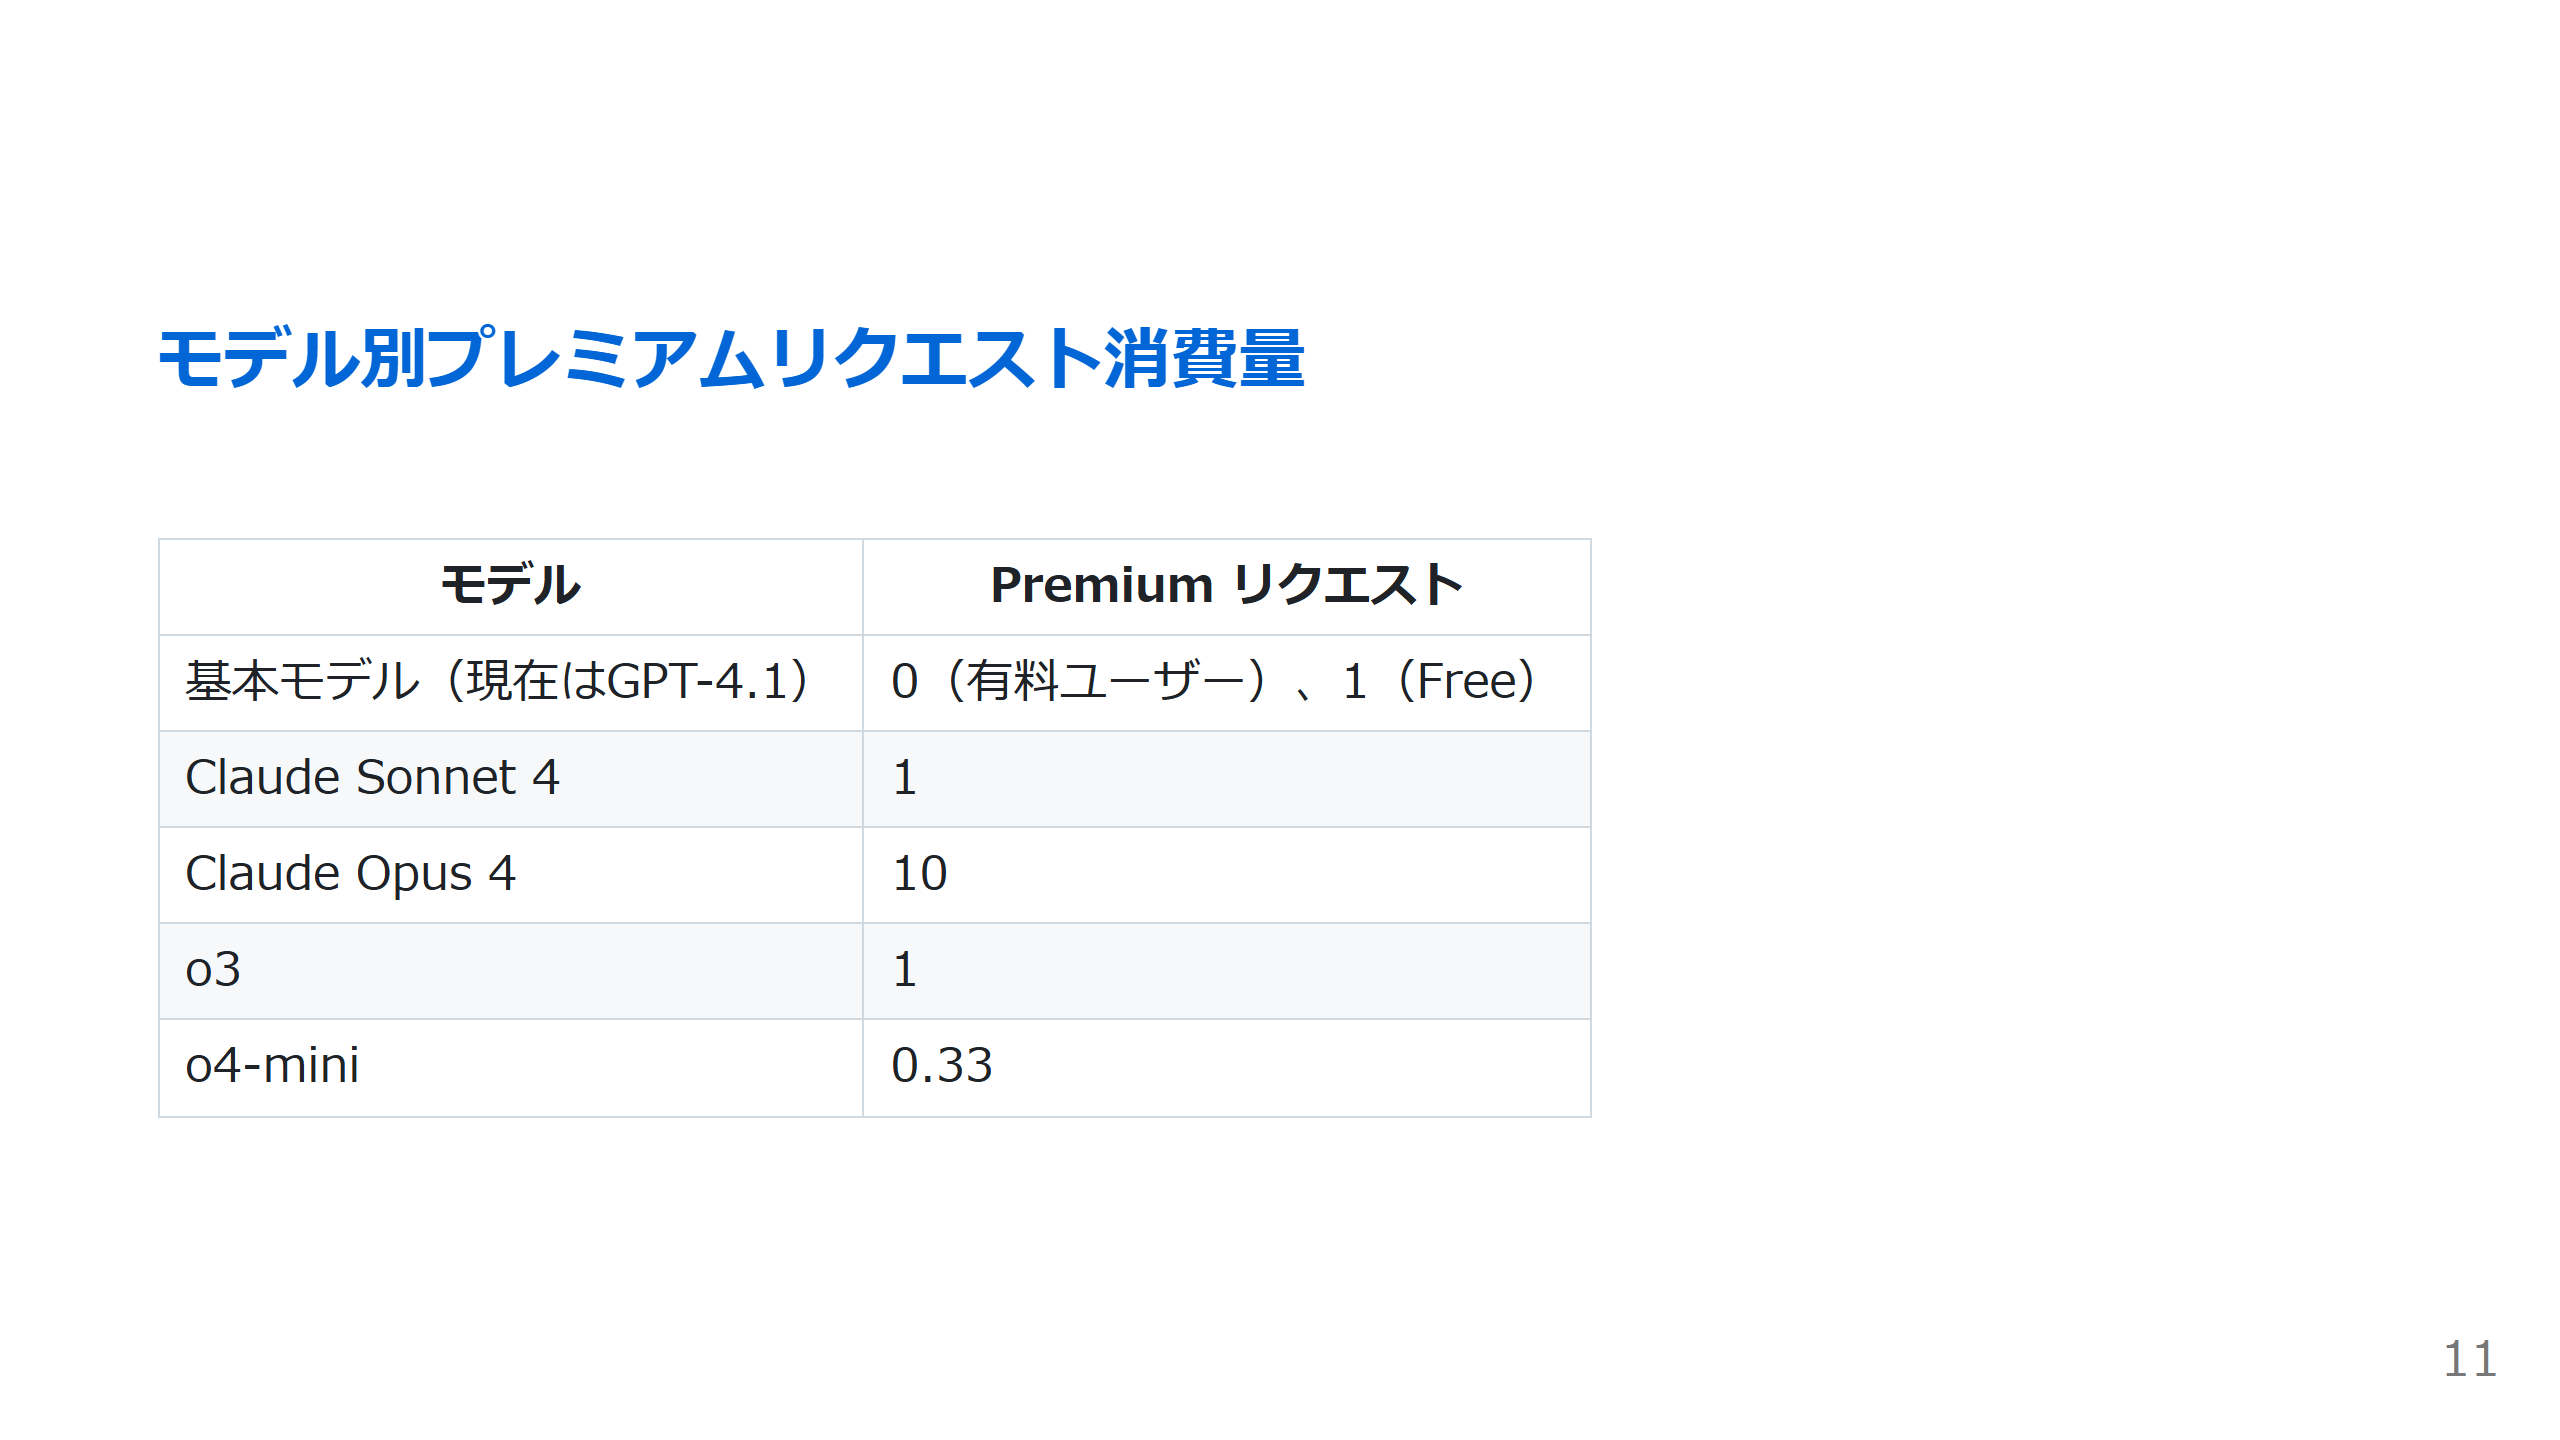 モデル別プレミアムリクエスト消費量
モデル Premium リクエスト
基本モデル（現在はGPT-4.1） 0（有料ユーザー）、1（Free）
Claude Sonnet 4 1
Claude Opus 4 10
o3 1
o4-mini 0.33
11